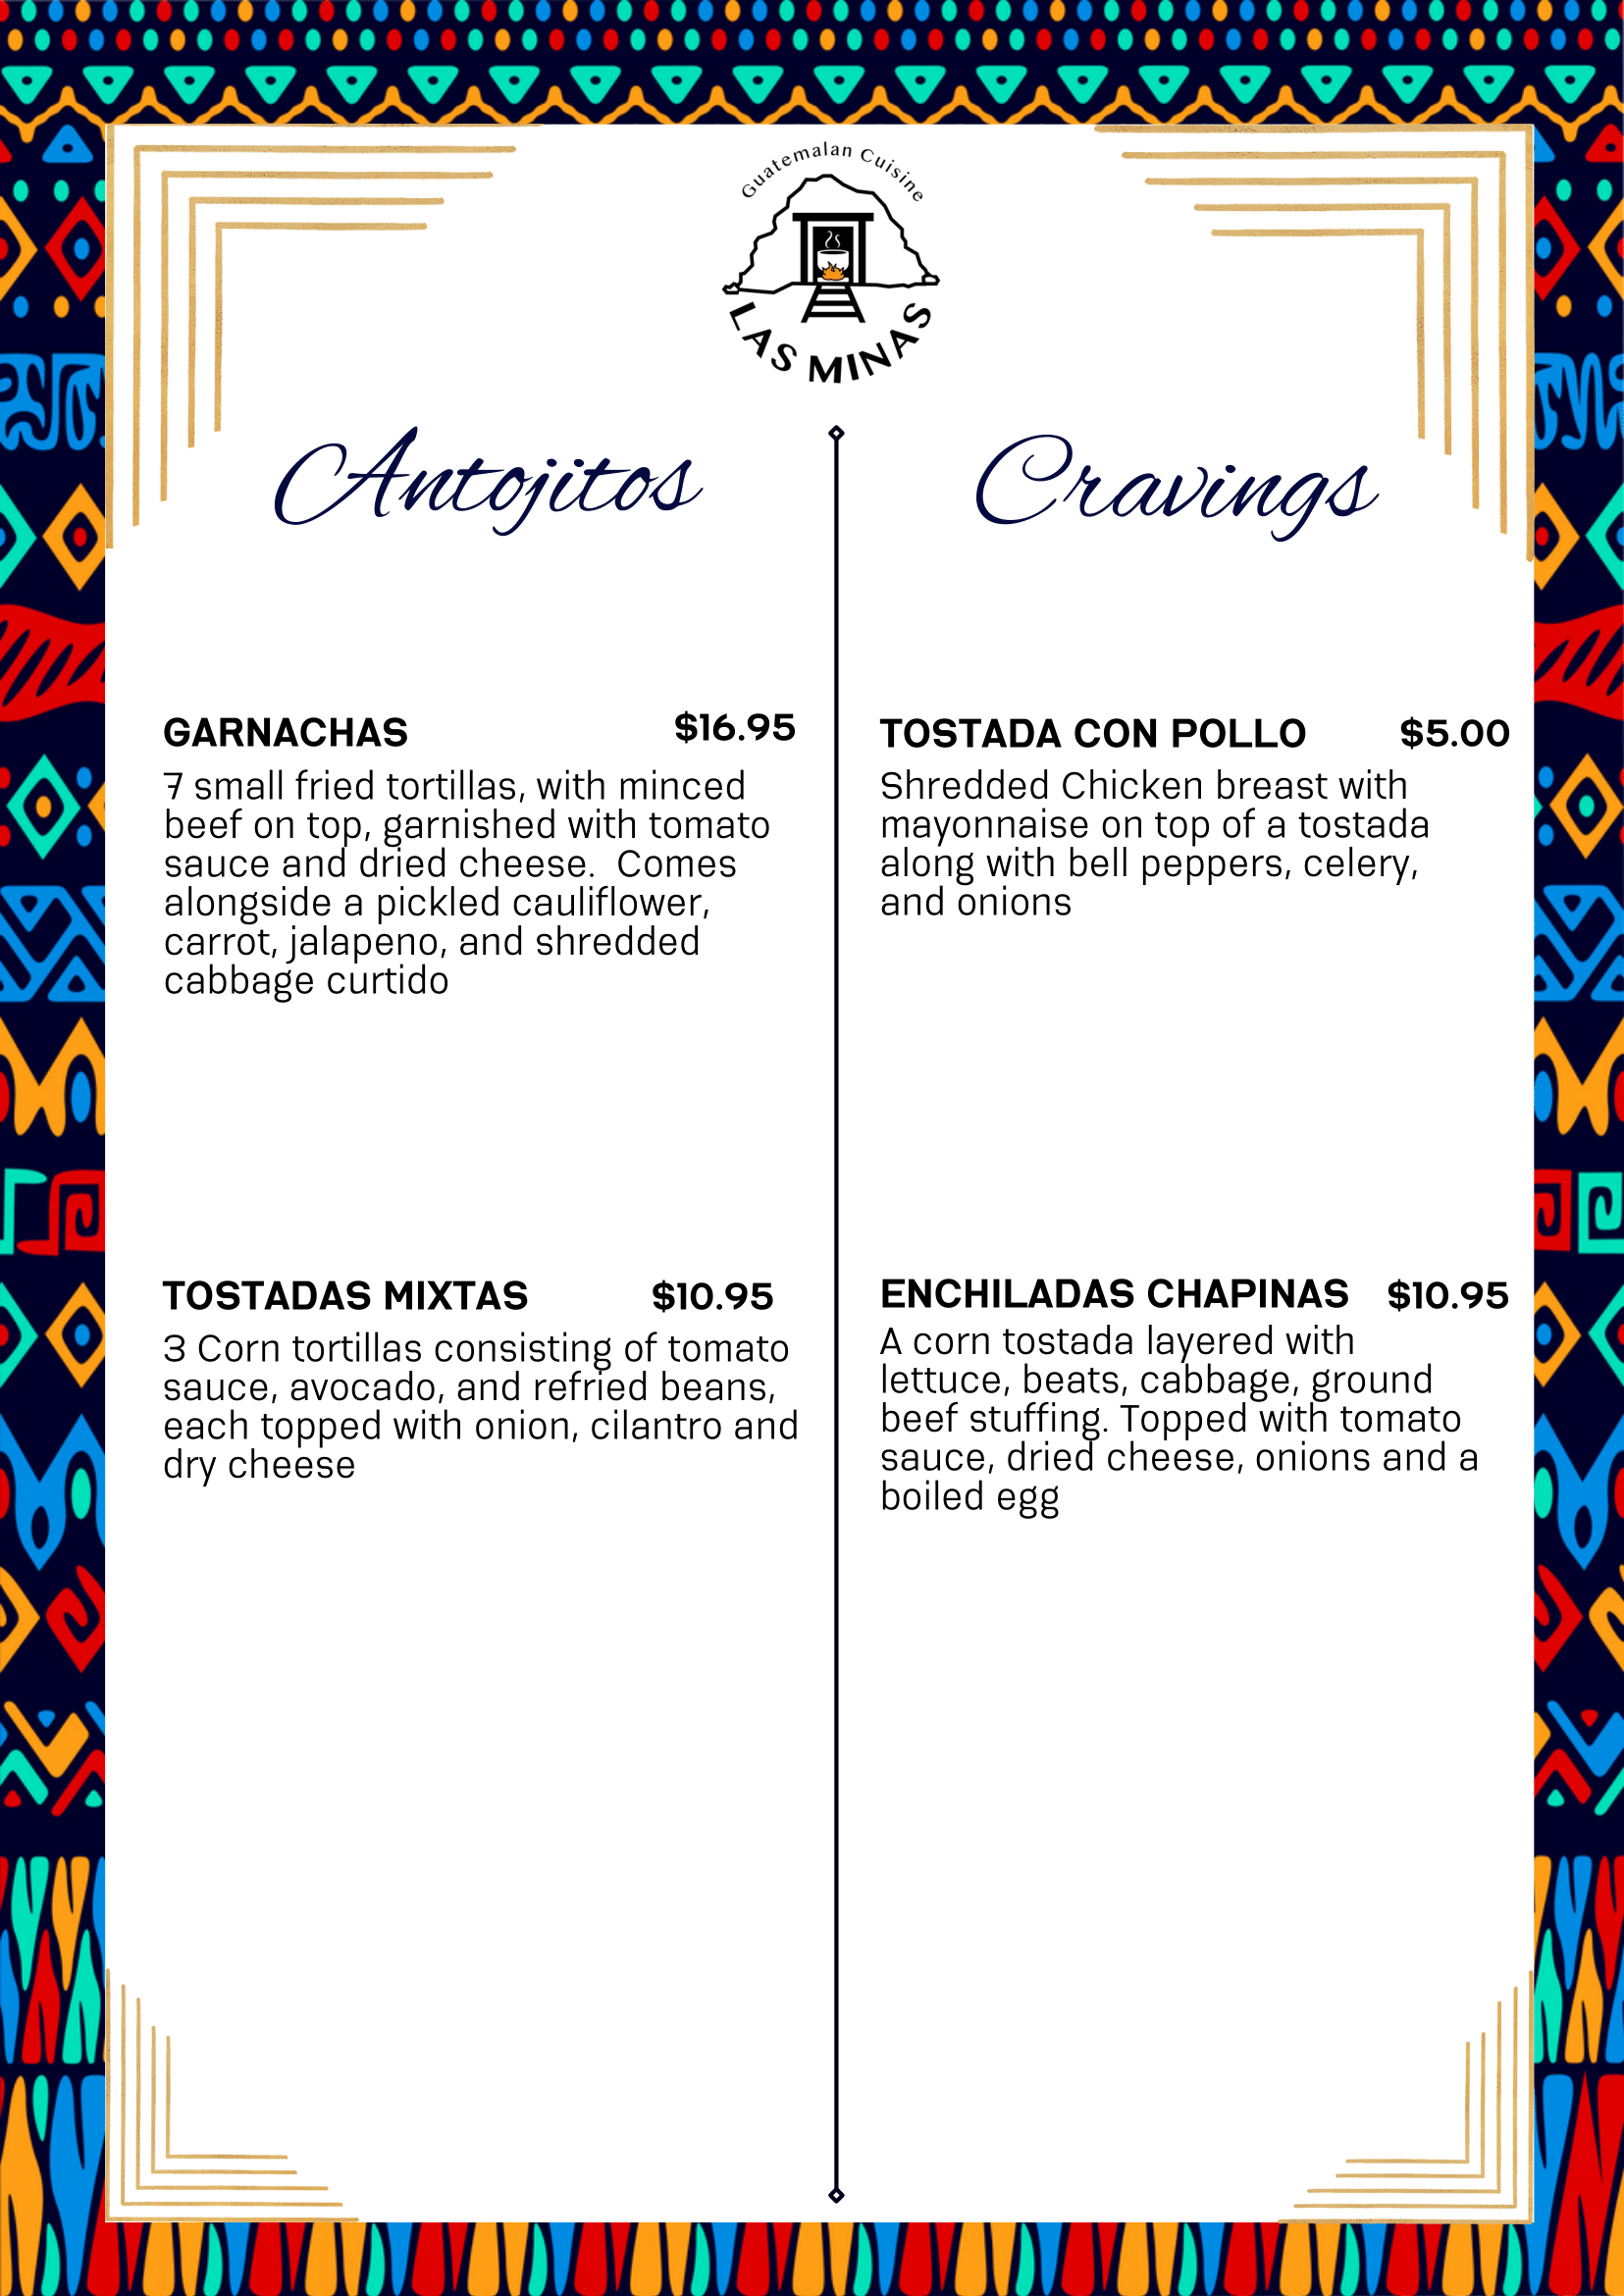 Guatemalan Cuisine
LAS MINAS
Antojitos
Cravings
GARNACHAS $16.95
7 small fried tortillas, with minced
beef on top, garnished with tomato
sauce and dried cheese.  Comes
alongside a pickled cauliflower,
carrot, jalapeno, and shredded
cabbage curtido
TOSTADAS MIXTAS $10.95
3 Corn tortillas consisting of tomato
sauce, avocado, and refried beans,
each topped with onion, cilantro and
dry cheese
TOSTADA CON POLLO $5.00
Shredded Chicken breast with
mayonnaise on top of a tostada
along with bell peppers, celery,
and onions
ENCHILADAS CHAPINAS $10.95
A corn tostada layered with
lettuce, beats, cabbage, ground
beef stuffing. Topped with tomato
sauce, dried cheese, onions and a
boiled egg